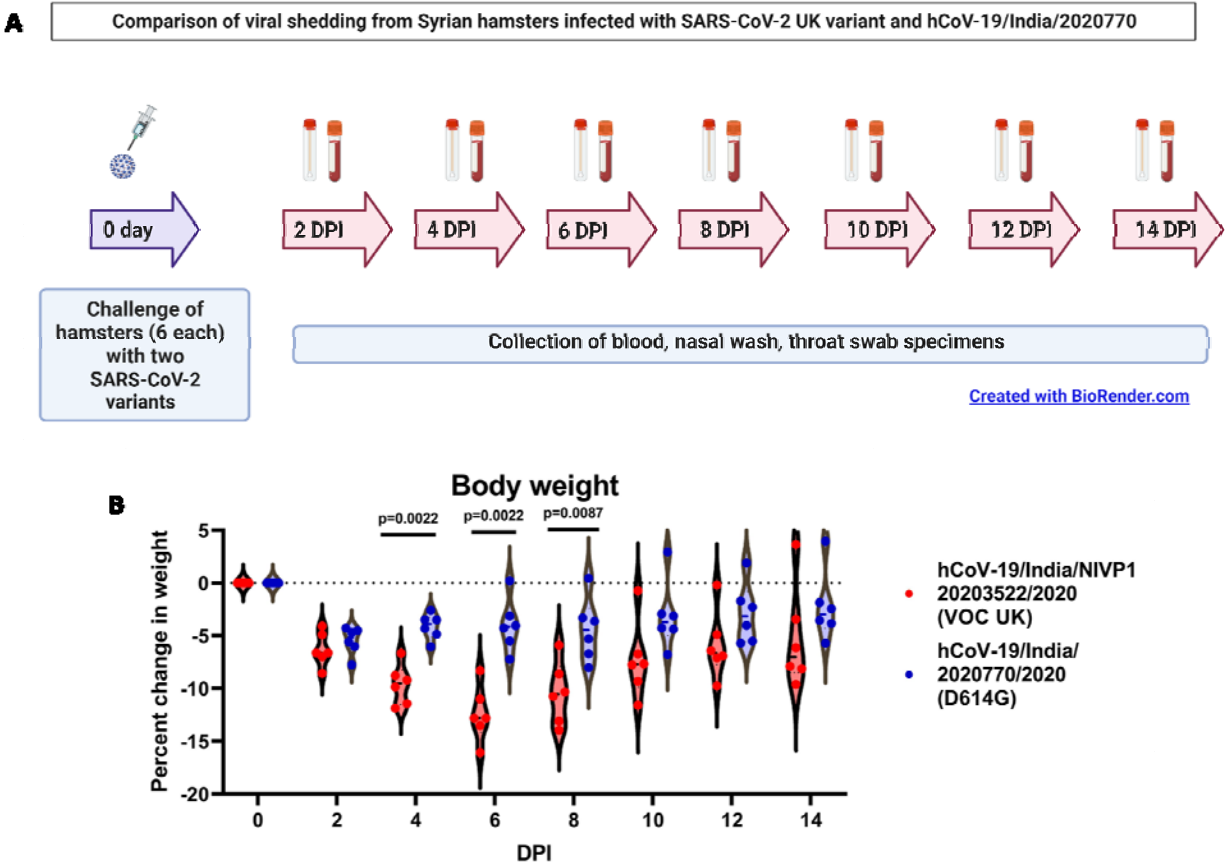 A
Comparison of viral shedding from Syrian hamsters infected with SARS-CoV-2 UK variant and hCoV-19/India/2020770
0 day
2 DPI
4 DPI
6 DPI
8 DPI
10 DPI
12 DPI
14 DPI
Challenge of
hamsters (6 each)
with two
SARS-CoV-2
variants
Collection of blood, nasal wash, throat swab specimens
Created with BioRender.com
B
Body weight
p=0.0022
p=0.0022
p=0.0087
Percent change in weight
5
0
-5
-10
-15
-20
0
2
4
6
8
10
12
14
DPI
hCoV-19/India/NIVP1
20203522/2020
(VOC UK)
hCoV-19/India/
2020770/2020
(D614G)